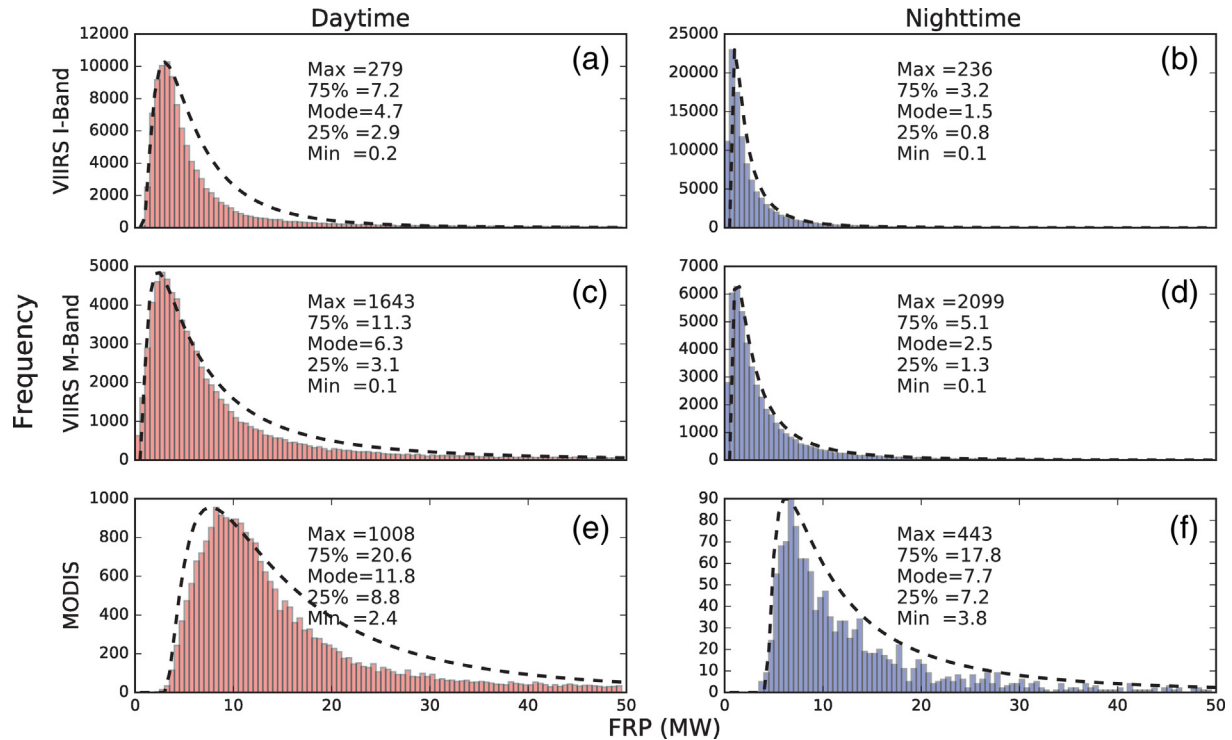 Daytime
Nighttime
Frequency
VIIRS I-Band
12000
10000
8000
6000
4000
2000
0
(a)
Max =279
75% =7.2
Mode=4.7
25% =2.9
Min =0.2
25000
20000
15000
10000
5000
0
(b)
Max =236
75% =3.2
Mode=1.5
25% =0.8
Min =0.1
VIIRS M-Band
5000
4000
3000
2000
1000
0
(c)
Max =1643
75% =11.3
Mode=6.3
25% =3.1
Min =0.1
7000
6000
5000
4000
3000
2000
1000
0
(d)
Max =2099
75% =5.1
Mode=2.5
25% =1.3
Min =0.1
MODIS
1000
800
600
400
200
0
(e)
Max =1008
75% =20.6
Mode=11.8
25% =8.8
Min =2.4
0 10 20 30 40 50
90
80
70
60
50
40
30
20
10
0
(f)
Max =443
75% =17.8
Mode=7.7
25% =7.2
Min =3.8
0 10 20 30 40 50
FRP (MW)